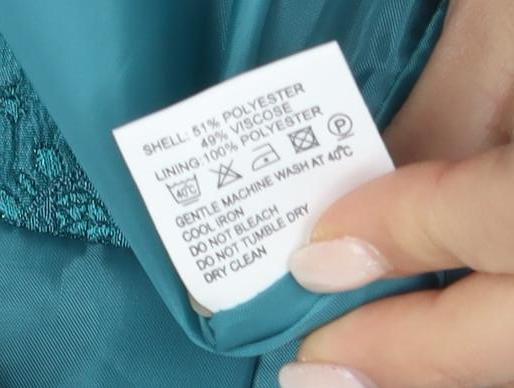 SHELL: 51% POLYESTER
49% VISCOSE
LINING:100% POLYESTER
40°C P
GENTLE MACHINE WASH AT 40°C
COOL IRON
DO NOT BLEACH
DO NOT TUMBLE DRY
DRY CLEAN